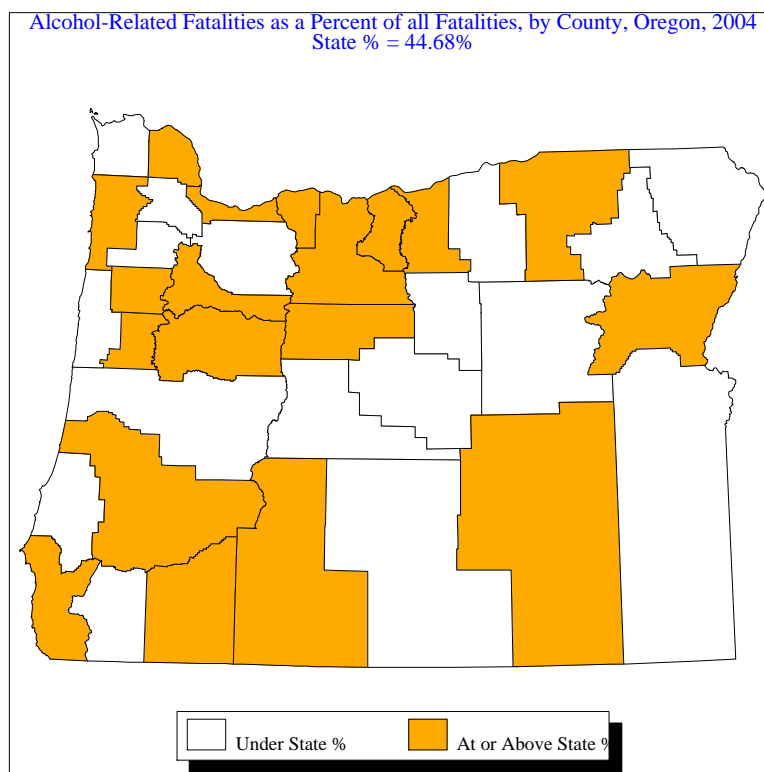 Alcohol-Related Fatalities as a Percent of all Fatalities, by County, Oregon, 2004
State % = 44.68%
Under State %
At or Above State %